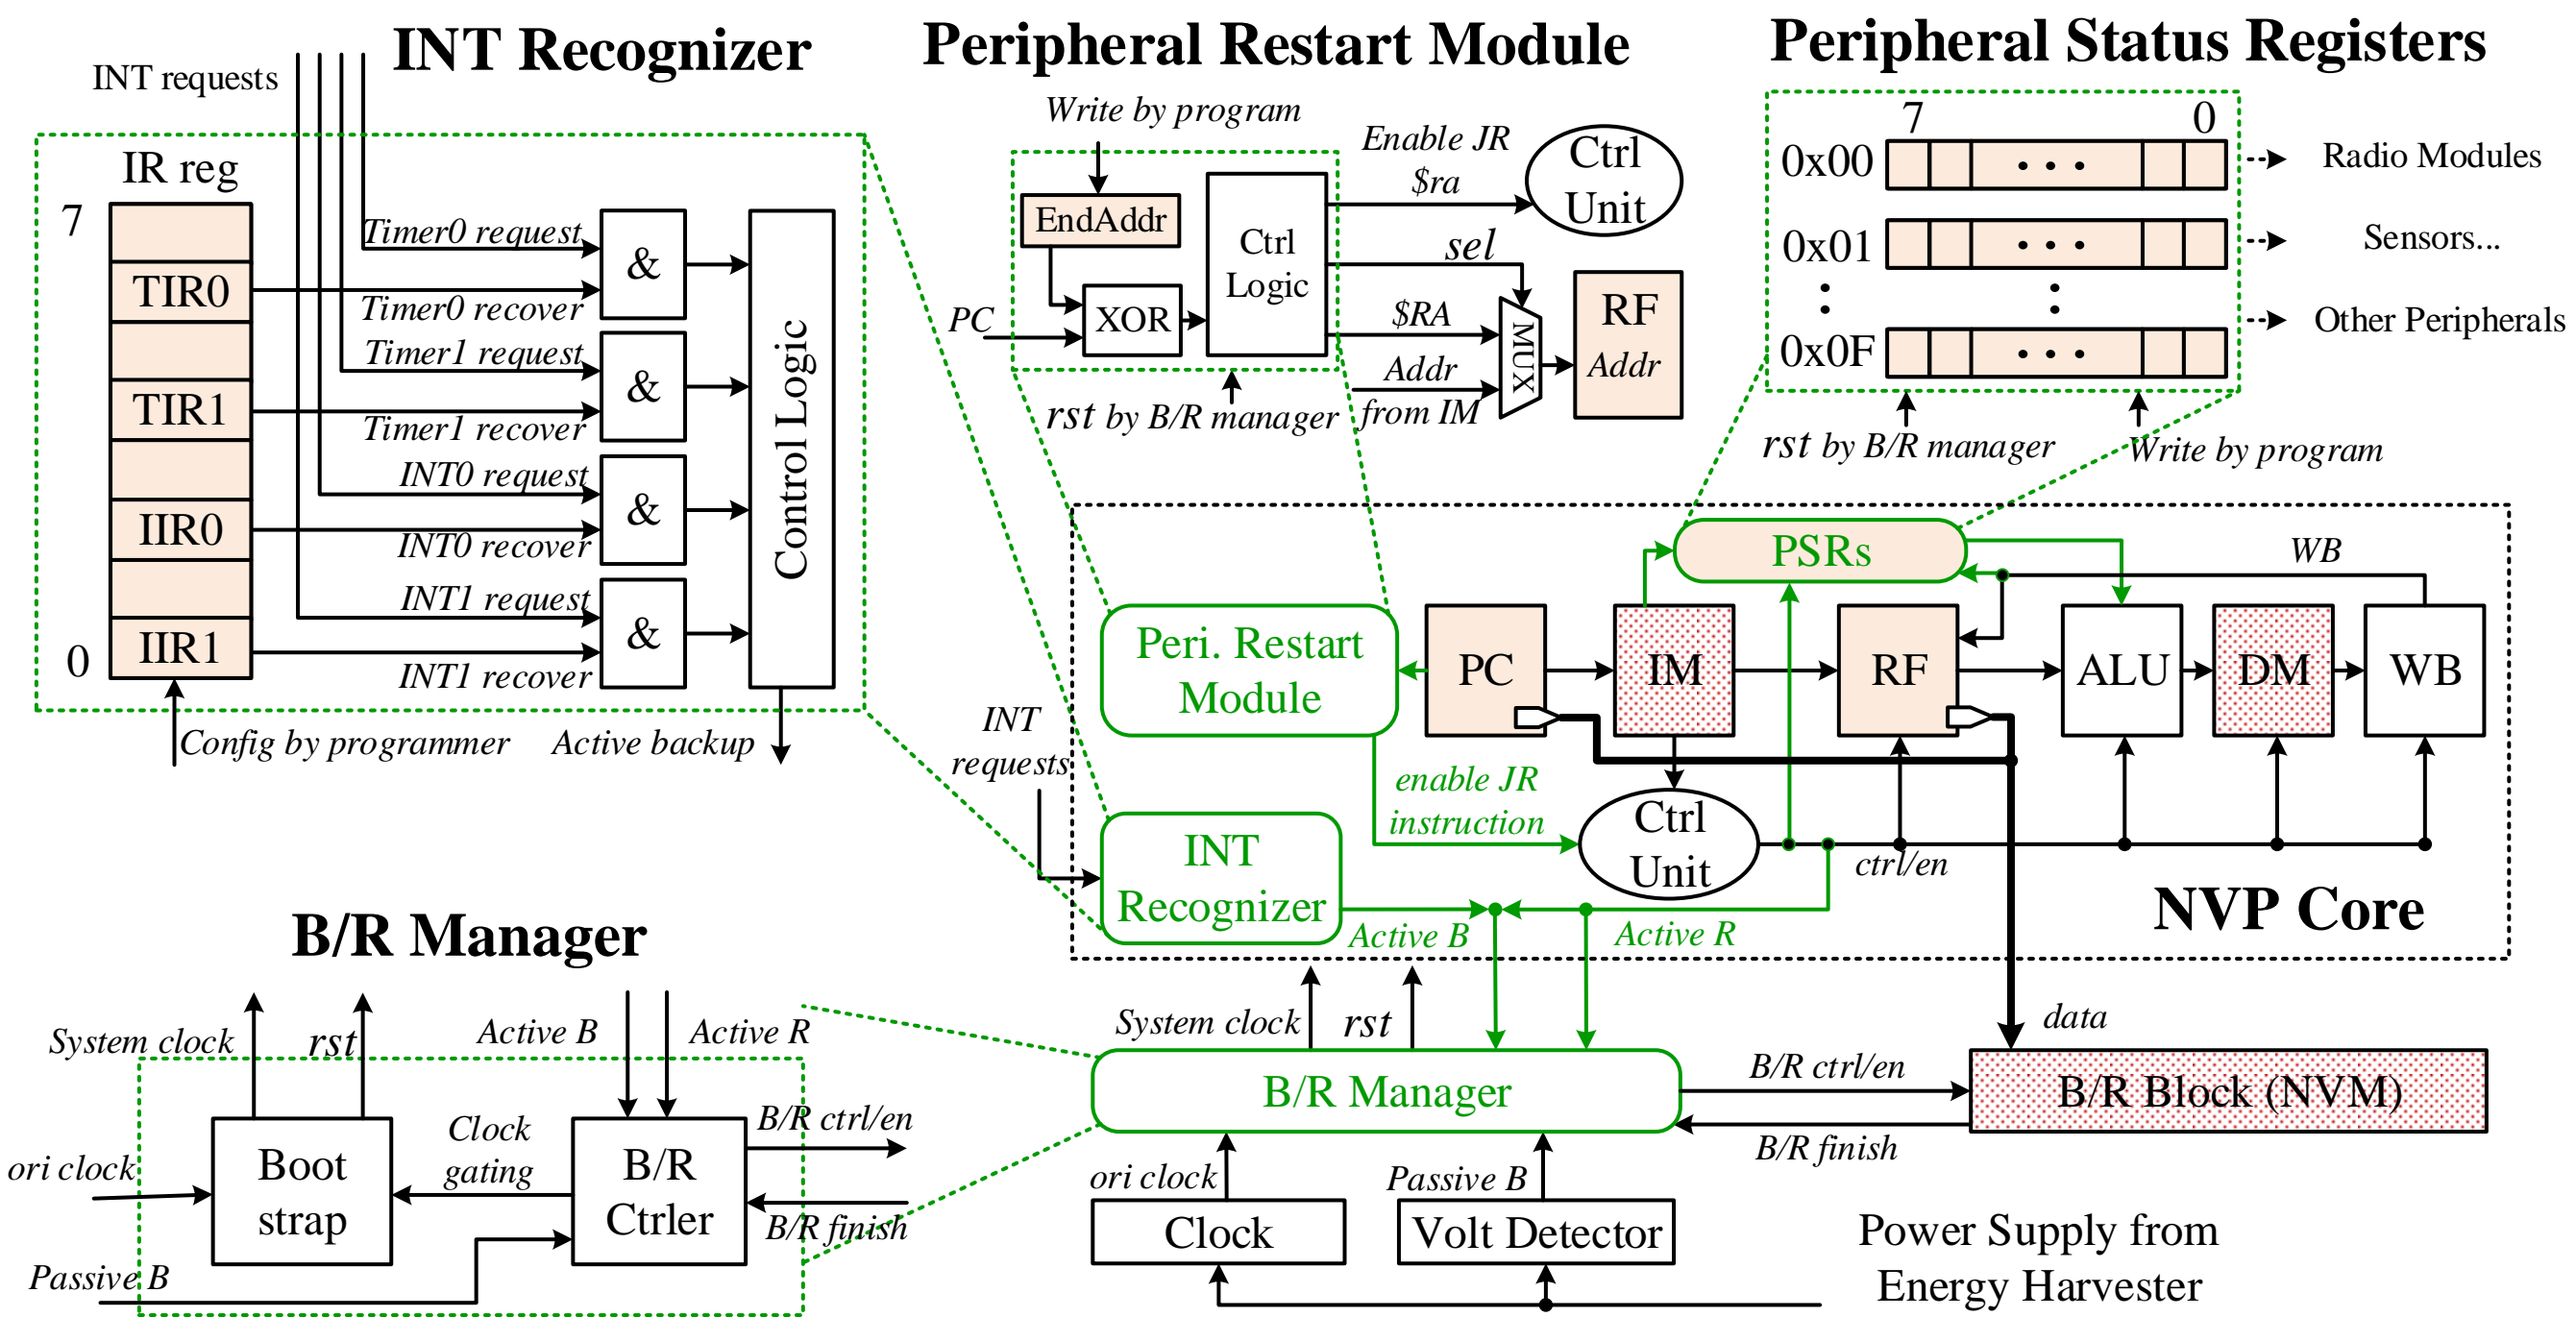 INT Recognizer
INT requests
IR reg
7
TIR0
TIR1
IIR0
IIR1
0
Timer0 request
Timer0 recover
Timer1 request
Timer1 recover
INT0 request
INT0 recover
INT1 request
INT1 recover
&
&
&
&
Control Logic
Config by programmer
Active backup
Peripheral Restart Module
Write by program
EndAddr
PC
XOR
Ctrl
Logic
Enable JR
$ra
Ctrl
Unit
sel
$RA
Addr
from IM
MUX
RF
Addr
rst by B/R manager
Peripheral Status Registers
7
0
0x00
• • •
Radio Modules
0x01
• • •
Sensors...
0x0F
• • •
Other Peripherals
rst by B/R manager
Write by program
PSRs
WB
Peri. Restart
Module
PC
IM
RF
ALU
DM
WB
INT
requests
enable JR
instruction
Ctrl
Unit
ctrl/en
INT
Recognizer
Active B
Active R
NVP Core
System clock
rst
data
B/R Manager
B/R ctrl/en
B/R finish
B/R Block (NVM)
ori clock
Passive B
Clock
Volt Detector
Power Supply from
Energy Harvester
B/R Manager
System clock
rst
Active B
Active R
ori clock
Boot
strap
Clock
gating
B/R
Ctrler
B/R ctrl/en
B/R finish
Passive B